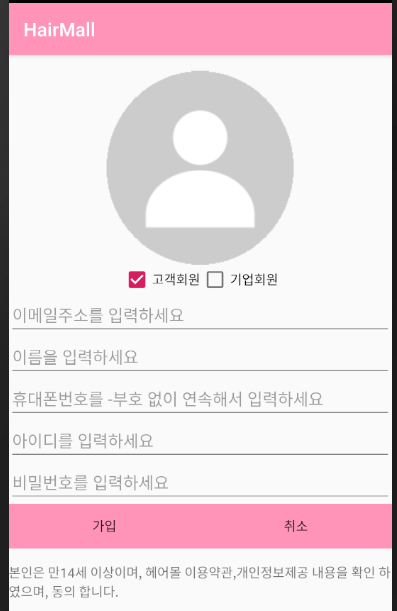 HairMall
고객회원 기업회원
이메일주소를 입력하세요
이름을 입력하세요
휴대폰번호를 -부호 없이 연속해서 입력하세요
아이디를 입력하세요
비밀번호를 입력하세요
가입 취소
본인은 만14세 이상이며, 헤어몰 이용약관,개인정보제공 내용을 확인 하
였으며, 동의 합니다.